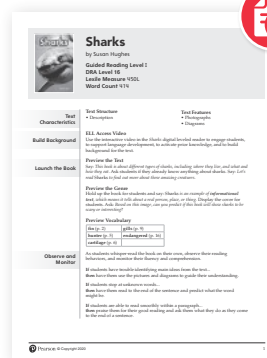 Sharks
by Susan Hughes
Guided Reading Level I
DRA Level 16
Lexile Measure 450L
Word Count 414
Text Characteristics
Text Structure
• Description
Text Features
• Photographs
• Diagrams
Build Background
ELL Access Video
Use the interactive video in the Sharks digital leveled reader to engage students,
to support language development, to activate prior knowledge, and to build
background for the text.
Launch the Book
Preview the Text
Say: This book is about different types of sharks, including where they live, and what and
how they eat. Ask students if they already know anything about sharks. Say: Let's
read Sharks to find out more about these amazing creatures.
Preview the Genre
Hold up the book for students and say: Sharks is an example of informational
text, which means it tells about a real person, place, or thing. Display the cover for
students. Ask: Based on this image, can you predict if this book will show sharks to be
scary or interesting?
Preview Vocabulary
fin (p. 2)
gills (p. 9)
hunter (p. 5)
endangered (p. 16)
cartilage (p. 6)
Observe and Monitor
As students whisper-read the book on their own, observe their reading
behaviors, and monitor their fluency and comprehension.
If students have trouble identifying main ideas from the text...
then have them use the pictures and diagrams to guide their understanding.
If students stop at unknown words...
then have them read to the end of the sentence and predict what the word
might be.
If students are able to read smoothly within a paragraph...
then praise them for their good reading and ask them what they do as they come
to the end of a sentence.
Pearson © Copyright 2020